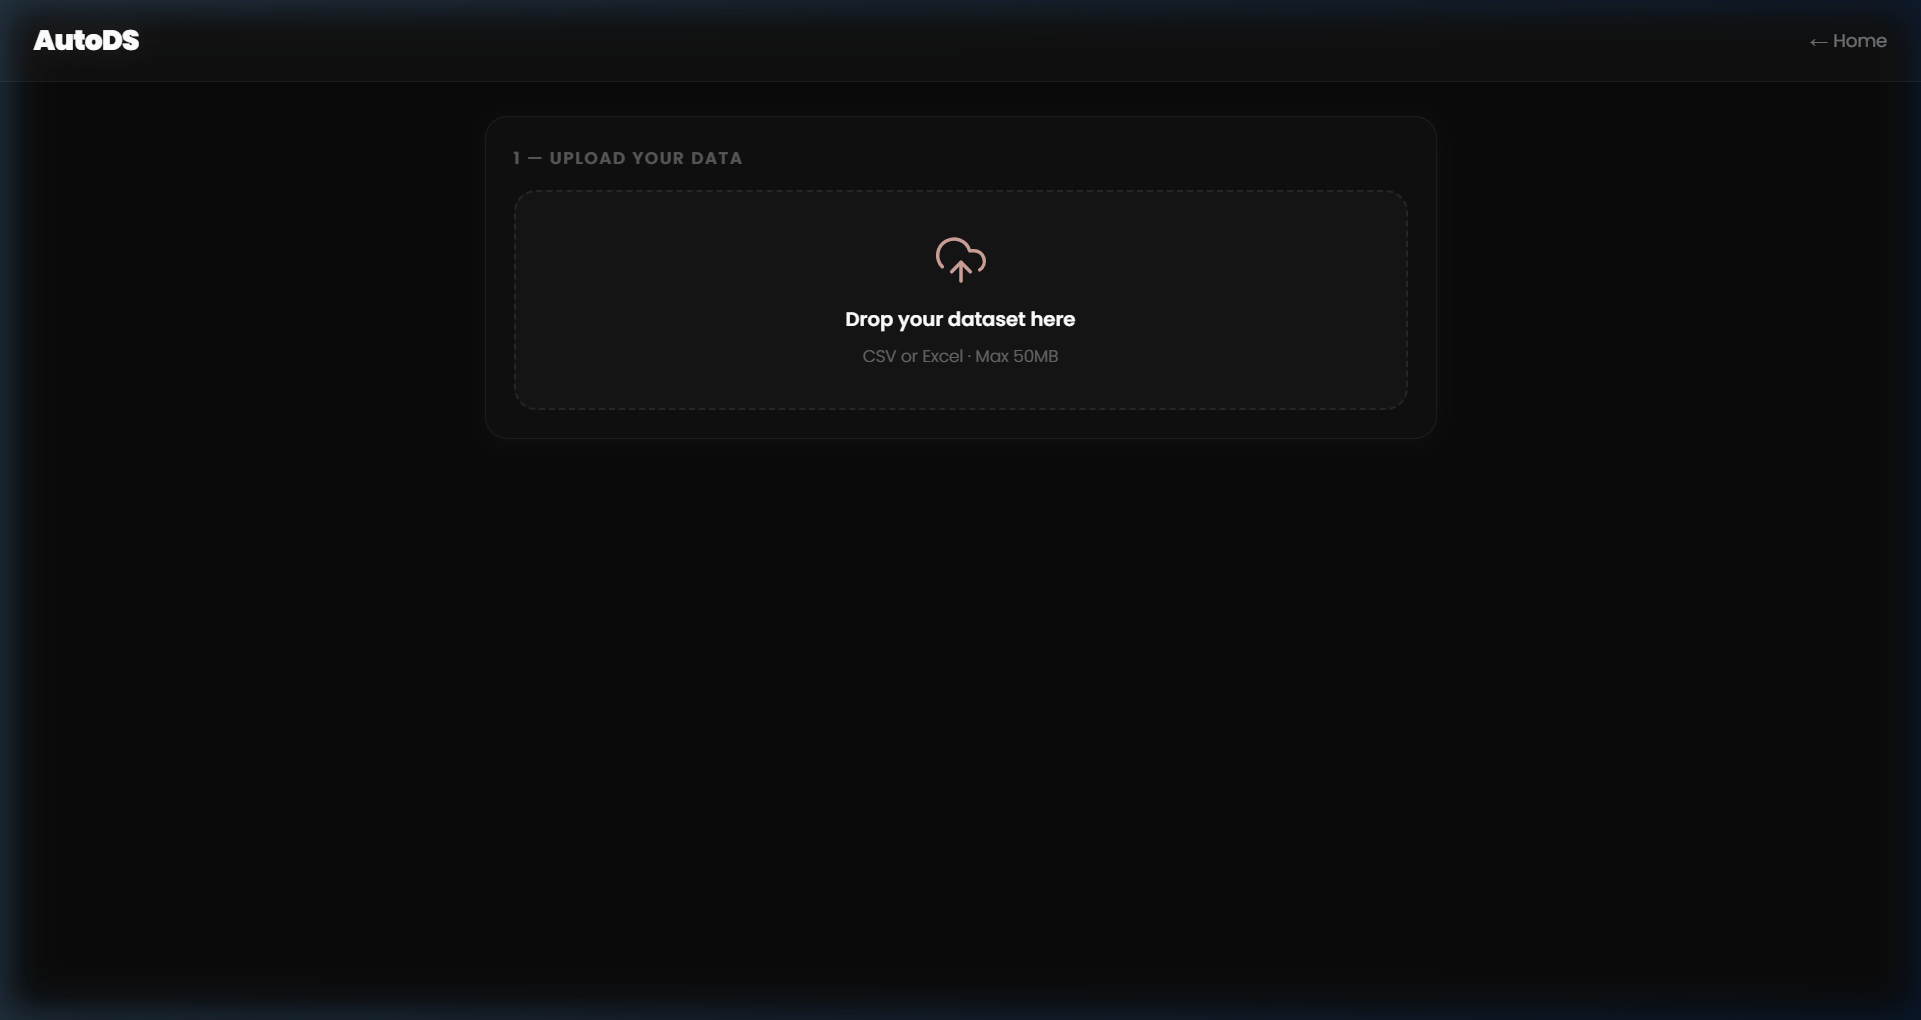 AutoDS
← Home
1 — UPLOAD YOUR DATA
Drop your dataset here
CSV or Excel · Max 50MB